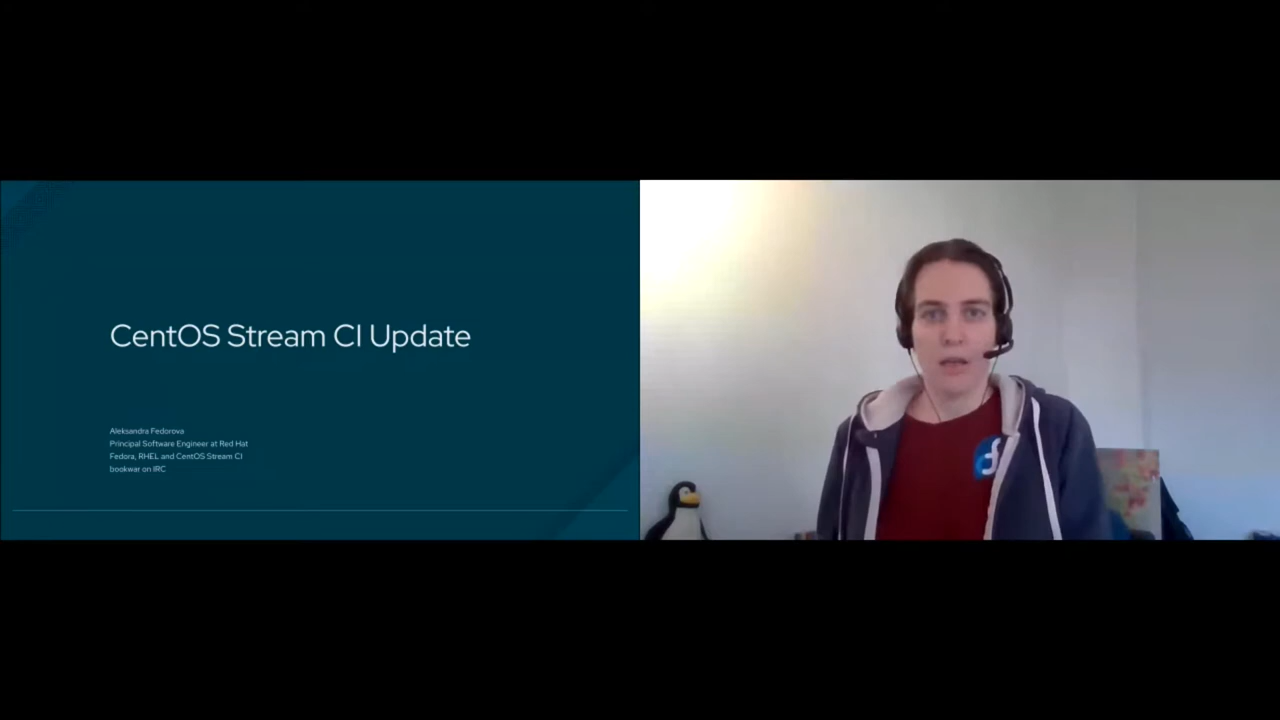 CentOS Stream CI Update
Aleksandra Fedorova
Principal Software Engineer at Red Hat
Fedora, RHEL and CentOS Stream CI
bookwar on IRC